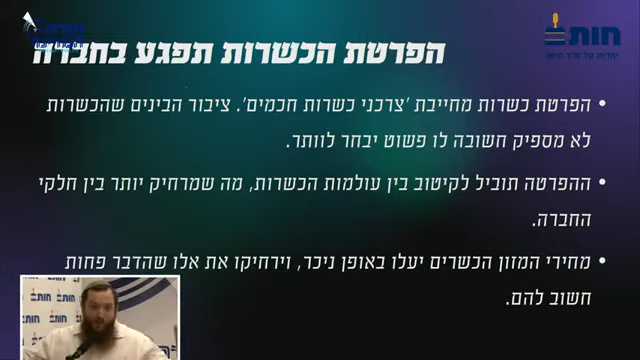 חותם
יהדות על סדר היום
הפרטת הכשרות תפגע בחברה
• הפרטת כשרות מחייבת 'צרכני כשרות חכמים'. ציבור הבינים שהכשרות
לא מספיק חשובה לו פשוט יבחר לוותר.
• ההפרטה תוביל לקיטוב בין עולמות הכשרות, מה שמרחיק יותר בין חלקי
החברה.
• מחירי המזון הכשרים יעלו באופן ניכר, וירחיקו את אלו שהדבר פחות
חשוב להם.